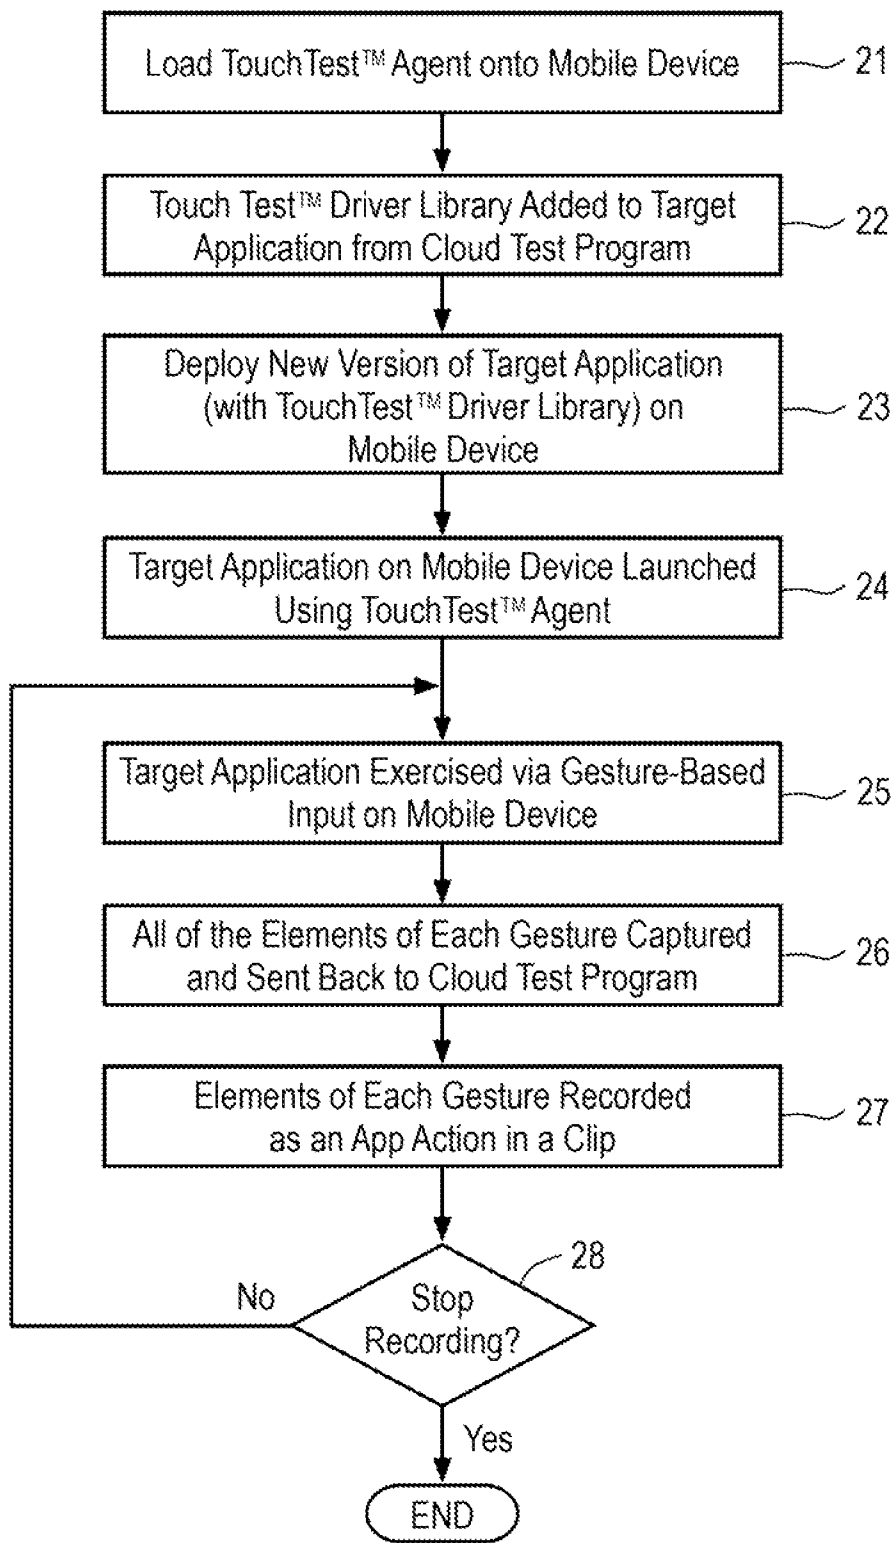 Load TouchTest™ Agent onto Mobile Device
21
Touch Test™ Driver Library Added to Target
Application from Cloud Test Program
22
Deploy New Version of Target Application
(with TouchTest™ Driver Library) on
Mobile Device
23
Target Application on Mobile Device Launched
Using TouchTest™ Agent
24
Target Application Exercised via Gesture-Based
Input on Mobile Device
25
All of the Elements of Each Gesture Captured
and Sent Back to Cloud Test Program
26
Elements of Each Gesture Recorded
as an App Action in a Clip
27
28
No
Stop
Recording?
Yes
END